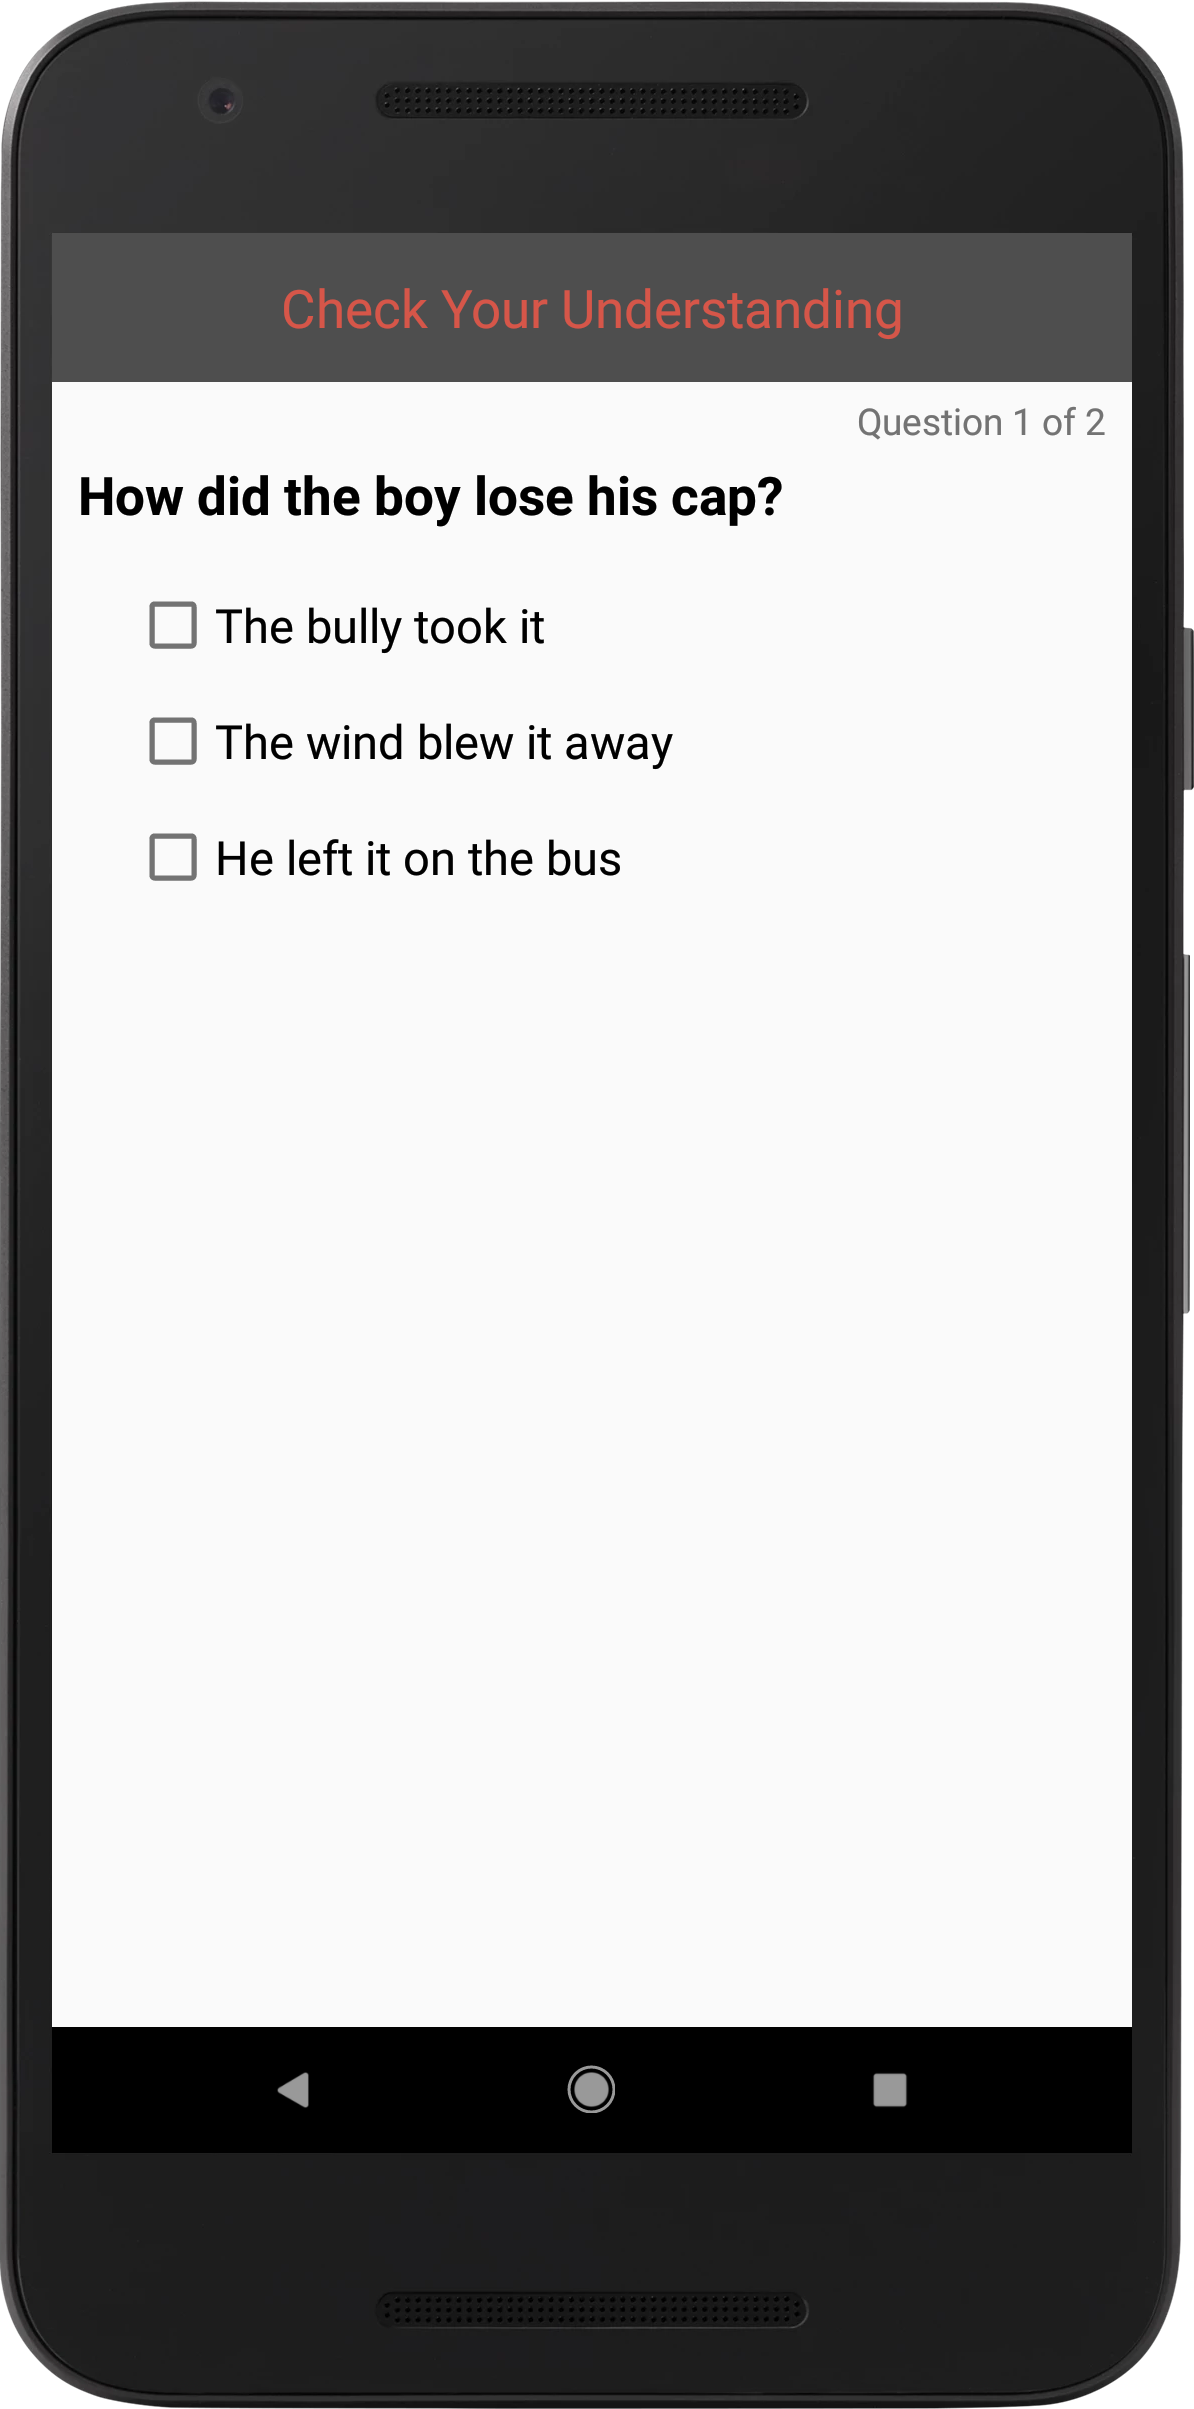 Check Your Understanding
Question 1 of 2
How did the boy lose his cap?
The bully took it
The wind blew it away
He left it on the bus